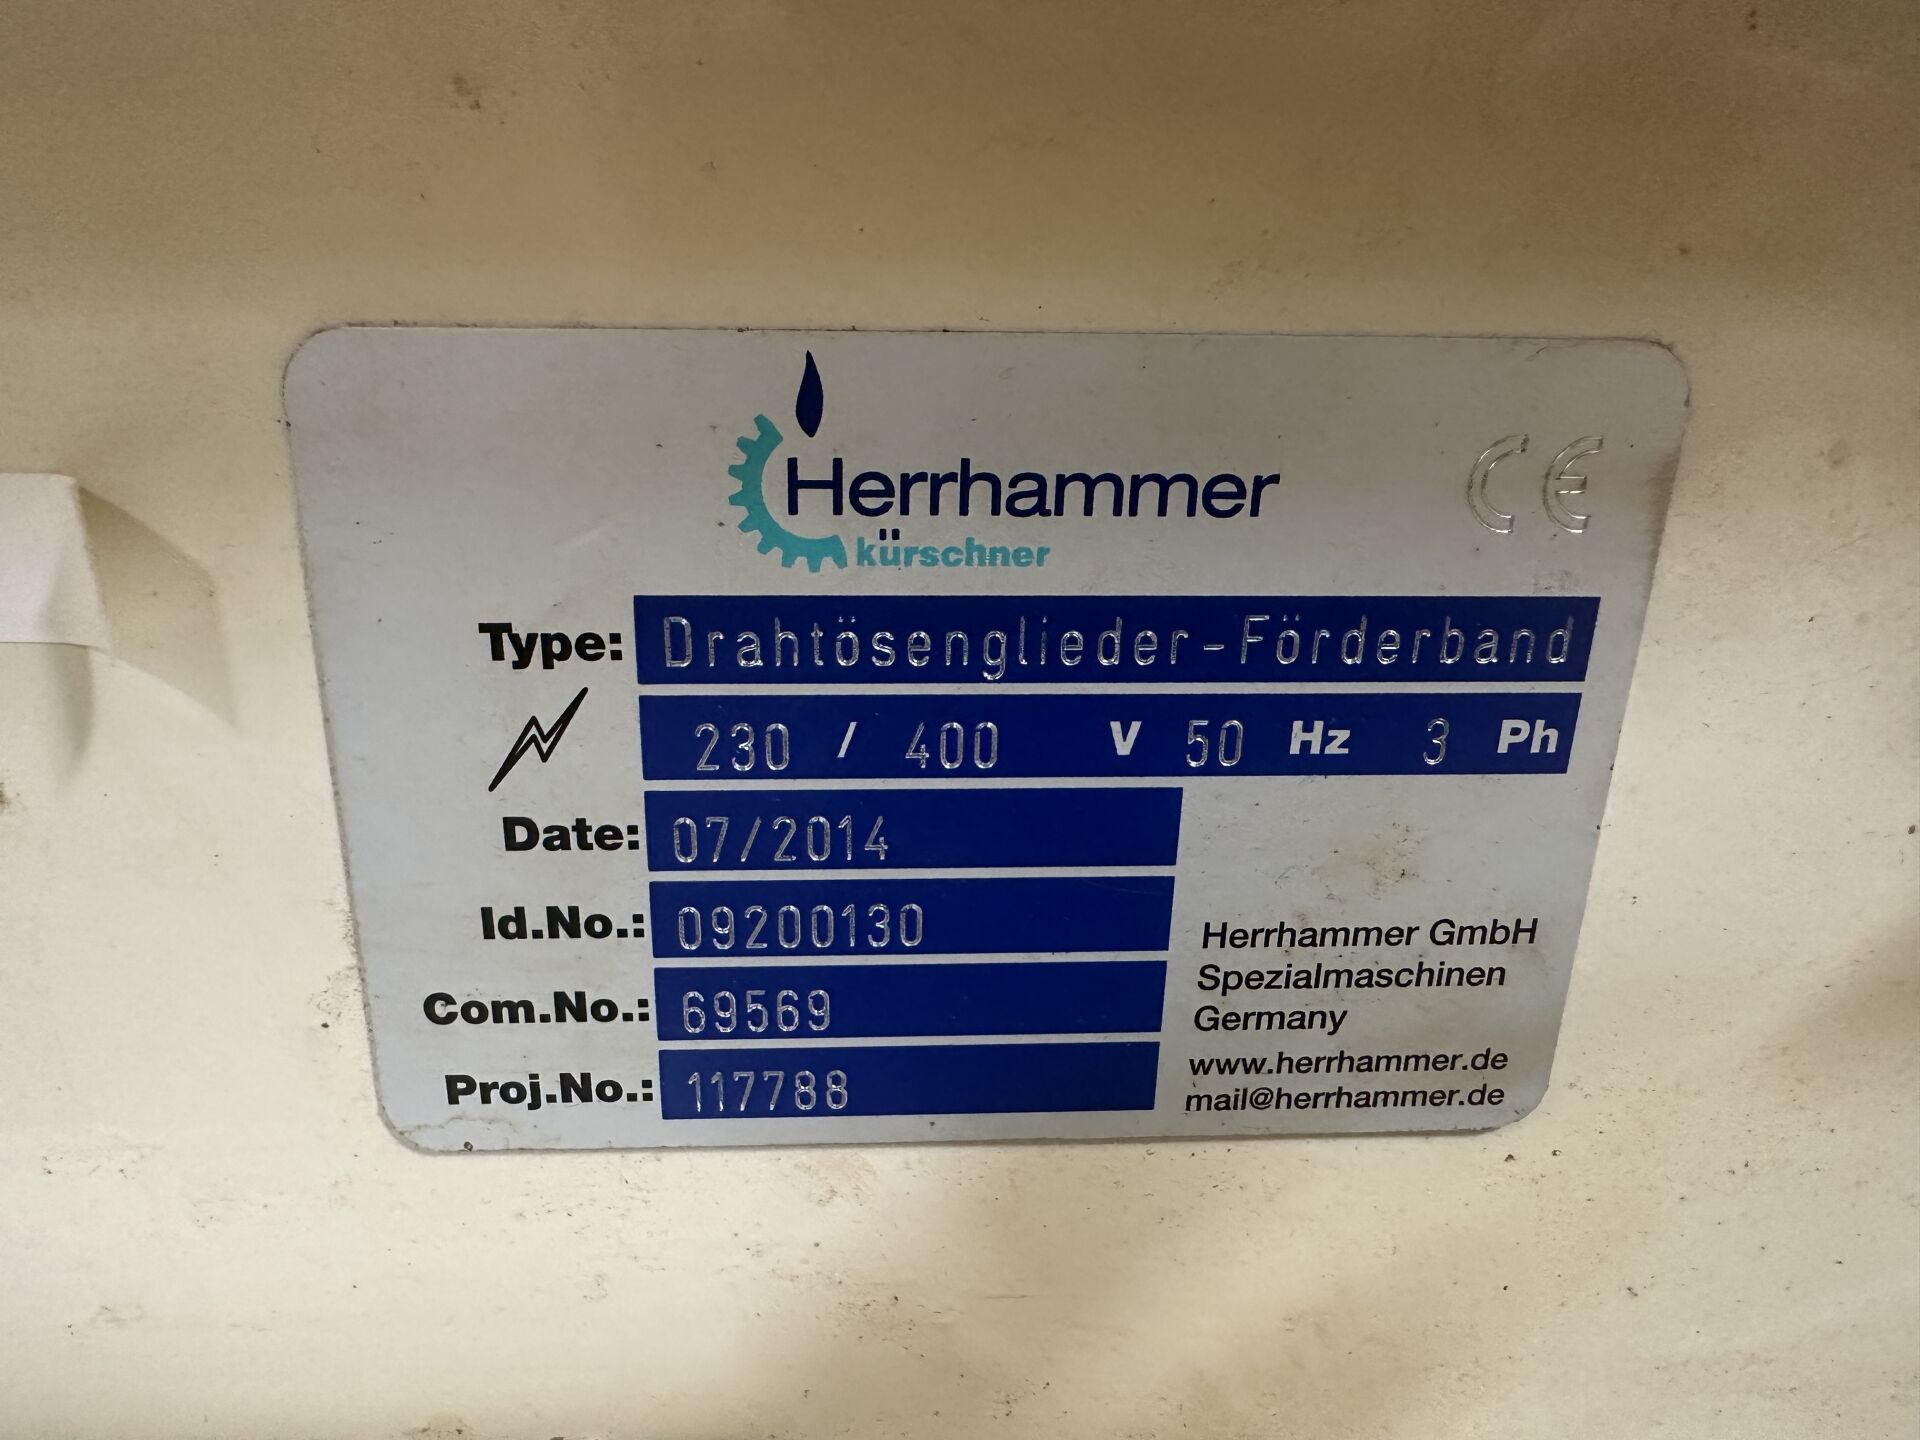 Herrhammer
kürschner
CE
Type: Drahtösenglieder-Förderband
230 / 400 V 50 Hz 3 Ph
Date: 07/2014
Id.No.: 09200130
Com.No.: 69569
Proj.No.: 117788
Herrhammer GmbH
Spezialmaschinen
Germany
www.herrhammer.de
mail@herrhammer.de